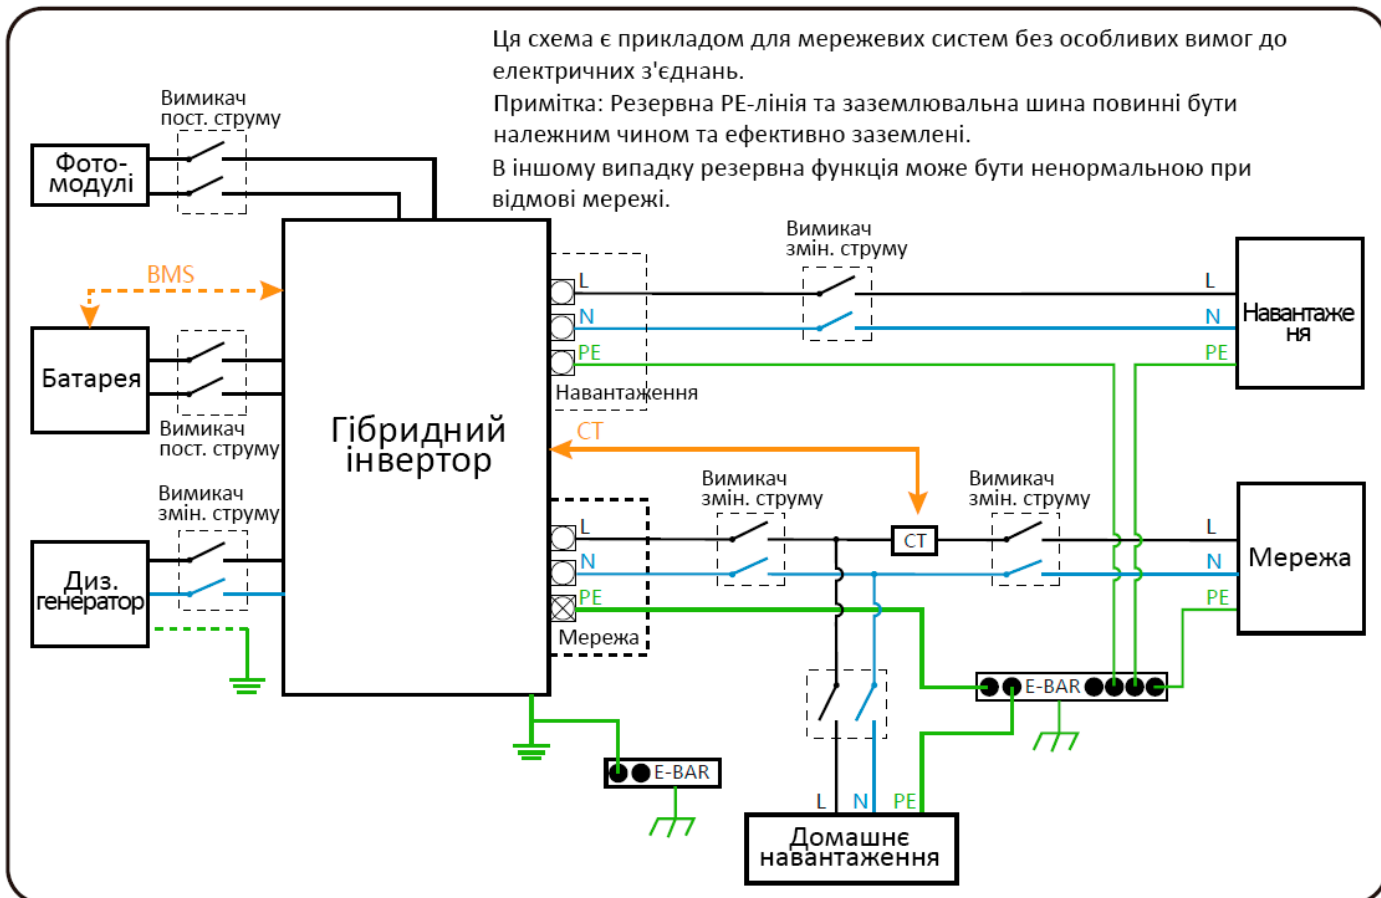 Ця схема є прикладом для мережевих систем без особливих вимог до
електричних з'єднань.
Примітка: Резервна PE-лінія та заземлювальна шина повинні бути
належним чином та ефективно заземлені.
В іншому випадку резервна функція може бути ненормальною при
відмові мережі.
Вимикач
пост. струму
Фото-
модулі
BMS
Батарея
Вимикач
пост. струму
Вимикач
змін. струму
Диз.
генератор
Гібридний
інвертор
L
N
PE
Навантаження
Вимикач
змін. струму
L
N
PE
Навантаже
ня
CT
Вимикач
змін. струму
CT
Вимикач
змін. струму
L
N
PE
Мережа
L
N
PE
Мережа
E-BAR
E-BAR
L
N
PE
Домашнє
навантаження